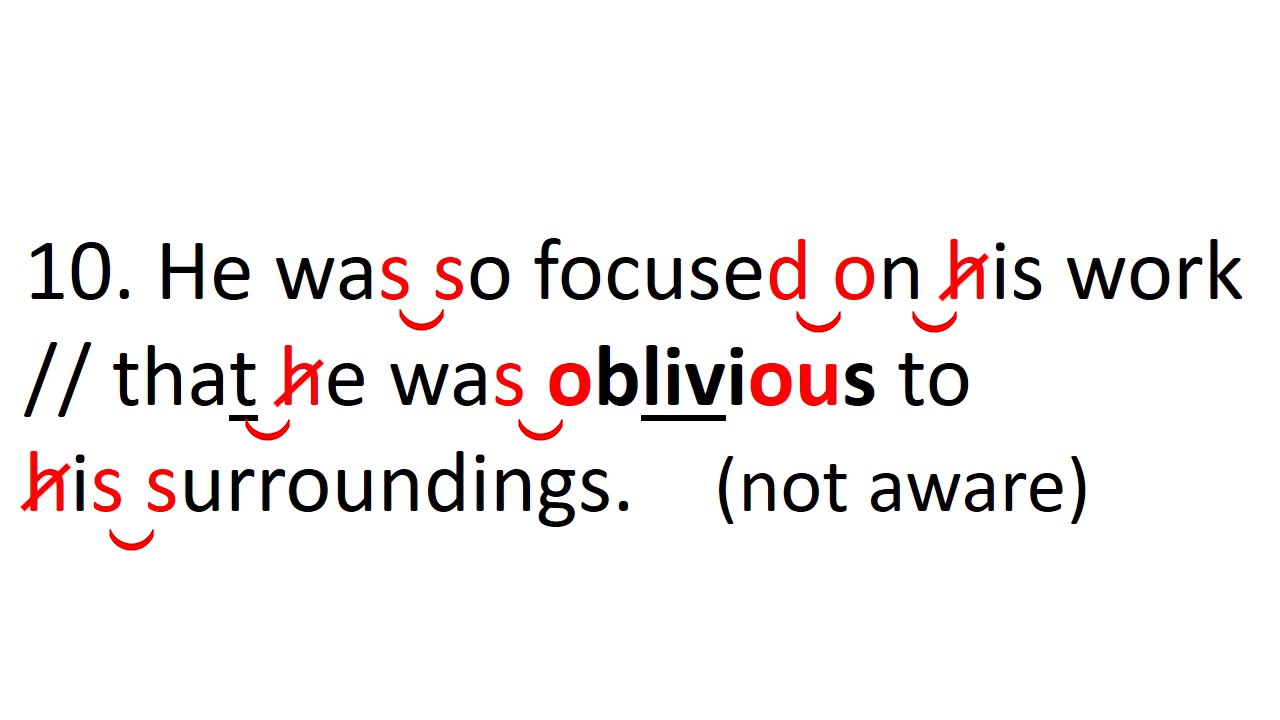 10. He was so focused on his work
// that he was oblivious to
his surroundings. (not aware)